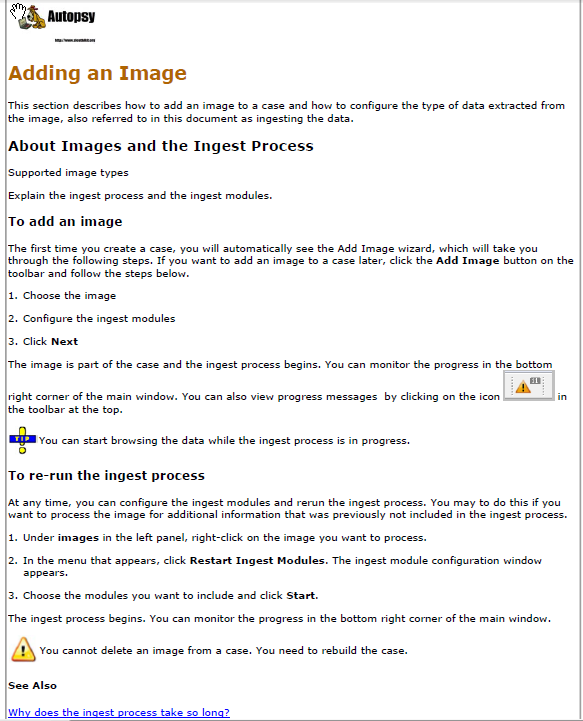 Autopsy
http://www.sleuthkit.org
Adding an Image
This section describes how to add an image to a case and how to configure the type of data extracted from
the image, also referred to in this document as ingesting the data.
About Images and the Ingest Process
Supported image types
Explain the ingest process and the ingest modules.
To add an image
The first time you create a case, you will automatically see the Add Image wizard, which will take you
through the following steps. If you want to add an image to a case later, click the Add Image button on the
toolbar and follow the steps below.
1. Choose the image
2. Configure the ingest modules
3. Click Next
The image is part of the case and the ingest process begins. You can monitor the progress in the bottom
right corner of the main window. You can also view progress messages  by clicking on the icon in
the toolbar at the top.
TIP You can start browsing the data while the ingest process is in progress.
To re-run the ingest process
At any time, you can configure the ingest modules and rerun the ingest process. You may to do this if you
want to process the image for additional information that was previously not included in the ingest process.
1. Under images in the left panel, right-click on the image you want to process.
2. In the menu that appears, click Restart Ingest Modules. The ingest module configuration window
appears.
3. Choose the modules you want to include and click Start.
The ingest process begins. You can monitor the progress in the bottom right corner of the main window.
You cannot delete an image from a case. You need to rebuild the case.
See Also
Why does the ingest process take so long?